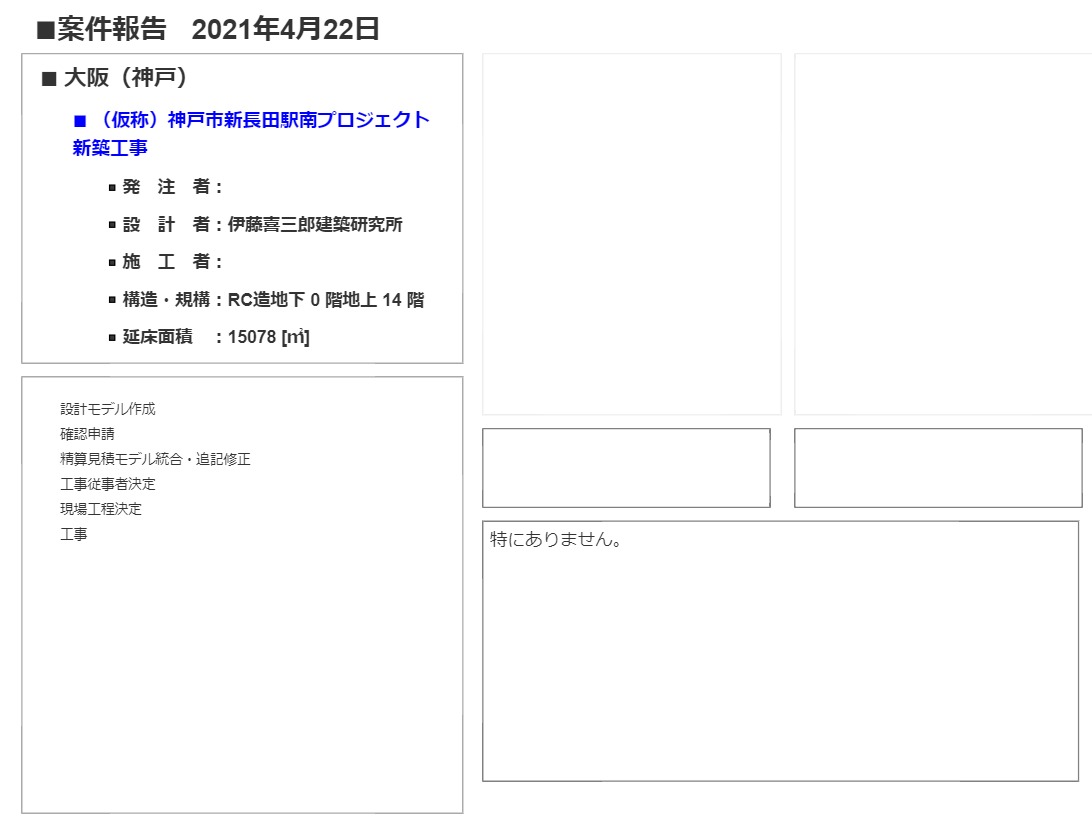 ■案件報告 2021年4月22日
■ 大阪（神戸）
■ （仮称）神戸市新長田駅南プロジェクト
新築工事
▪ 発　注　者：
▪ 設　計　者：伊藤喜三郎建築研究所
▪ 施　工　者：
▪ 構造・規構：RC造地下 0 階地上 14 階
▪ 延床面積　：15078 [㎡]
設計モデル作成
確認申請
精算見積モデル統合・追記修正
工事従事者決定
現場工程決定
工事
特にありません。